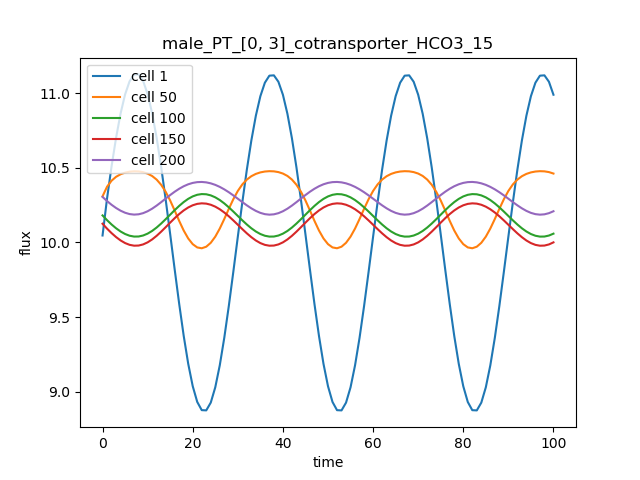 male_PT_[0, 3]_cotransporter_HCO3_15
cell 1
cell 50
cell 100
cell 150
cell 200
11.0
10.5
10.0
9.5
9.0
flux
0 20 40 60 80 100
time